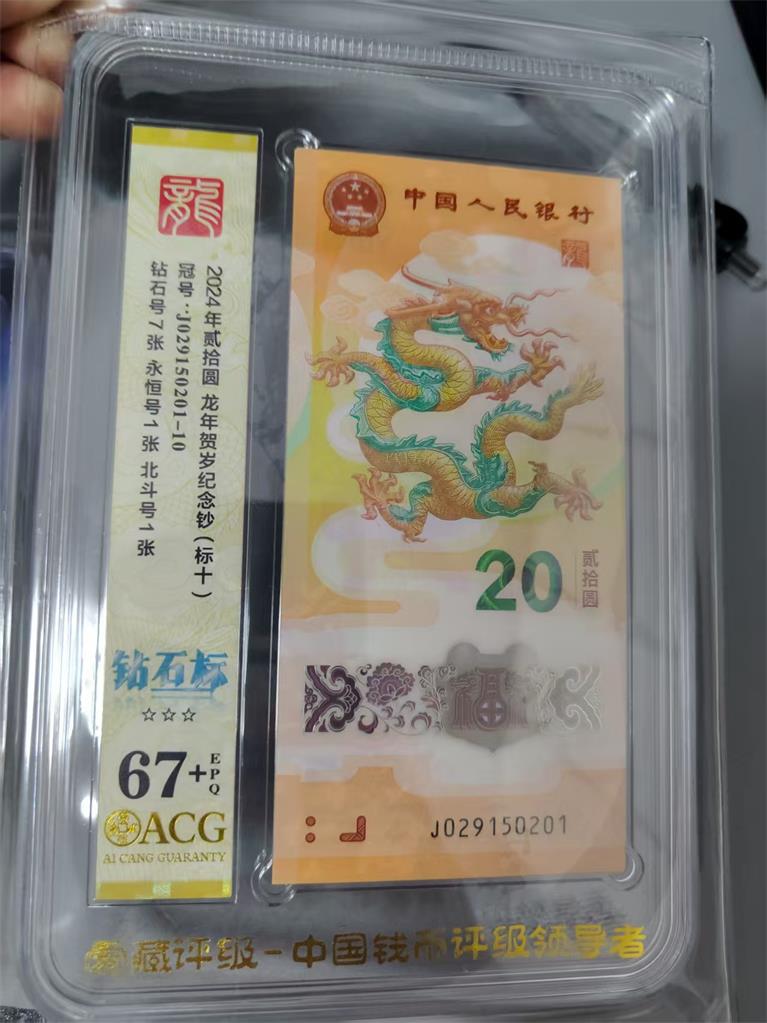 龍
2024年贰拾圆 龙年贺岁纪念钞(标十)
冠号:J029150201-10
钻石号7张 永恒号1张 北斗号1张
钻石标
67+
EPQ
ACG
AI CANG GUARANTY
中国人民银行
龍
20
贰拾圆
福
J029150201
藏评级-中国钱币评级领导者